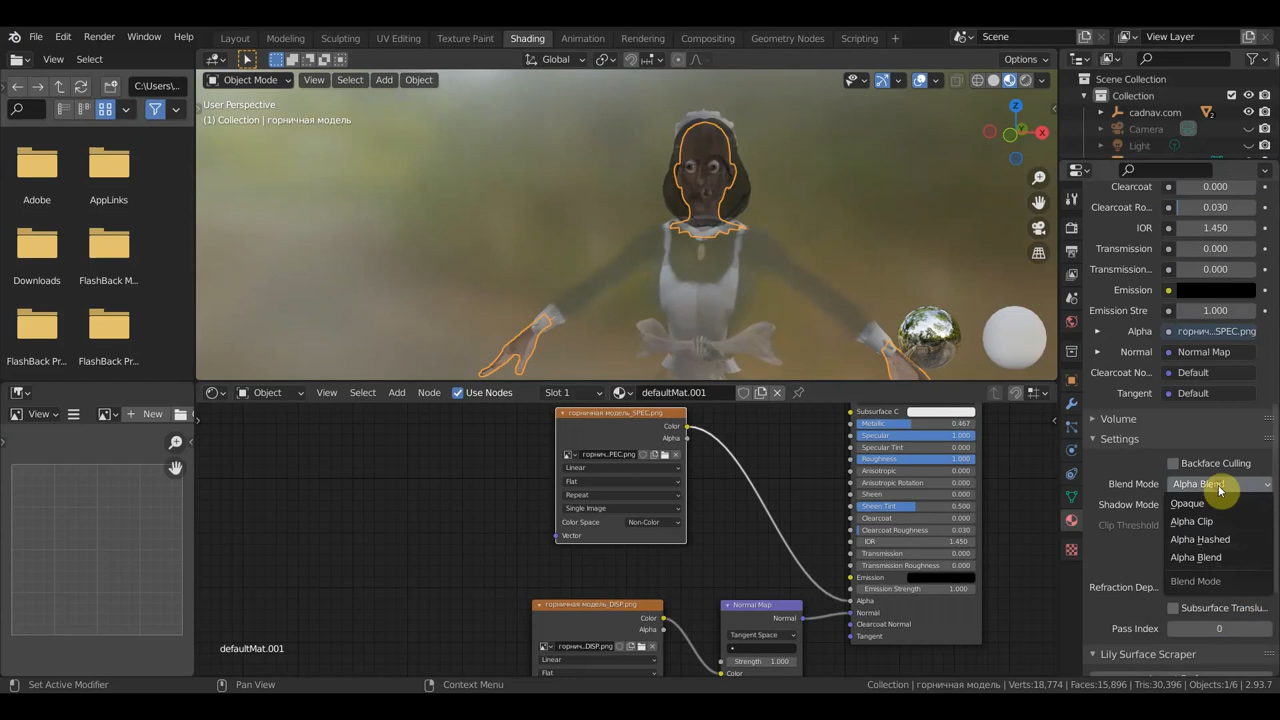 File Edit Render Window Help
Layout Modeling Sculpting UV Editing Texture Paint Shading Animation Rendering Compositing Geometry Nodes Scripting +
Scene
View Layer
View Select
Global
Options
C:\Users\...
Object Mode View Select Add Object
User Perspective
(1) Collection | горничная модель
X
Y
Z
Adobe
AppLinks
Downloads
FlashBack M...
FlashBack Pr...
FlashBack Pr...
Scene Collection
Collection
cadnav.com
2
Camera
Light
Clearcoat 0.000
Clearcoat Ro... 0.030
IOR 1.450
Transmission 0.000
Transmission... 0.000
Emission
Emission Stre 1.000
Alpha горнич...SPEC.png
Normal Normal Map
Clearcoat No... Default
Tangent Default
Volume
Settings
Backface Culling
Blend Mode Alpha Blend
Shadow Mode
Clip Threshold
Opaque
Alpha Clip
Alpha Hashed
Alpha Blend
Blend Mode
Refraction Dep...
Subsurface Translu...
Pass Index 0
Lily Surface Scraper
View
New
Object View Select Add Node Use Nodes Slot 1 defaultMat.001
горничная модель_SPEC.png
Color
Alpha
горнич..PEC.png
Linear
Flat
Repeat
Single Image
Color Space Non-Color
Vector
горничная модель_DISP.png
Color
Alpha
горнич...DISP.png
Linear
Flat
Normal Map
Normal
Tangent Space
Strength 1.000
Color
Subsurface C
Metallic 0.467
Specular 1.000
Specular Tint 0.000
Roughness 1.000
Anisotropic 0.000
Anisotropic Rotation 0.000
Sheen 0.000
Sheen Tint 0.500
Clearcoat 0.000
Clearcoat Roughness 0.030
IOR 1.450
Transmission 0.000
Transmission Roughness 0.000
Emission
Emission Strength 1.000
Alpha
Normal
Clearcoat Normal
Tangent
defaultMat.001
Set Active Modifier
Pan View
Context Menu
Collection | горничная модель | Verts:18,774 | Faces:15,896 | Tris:30,396 | Objects:1/6 | 2.93.7